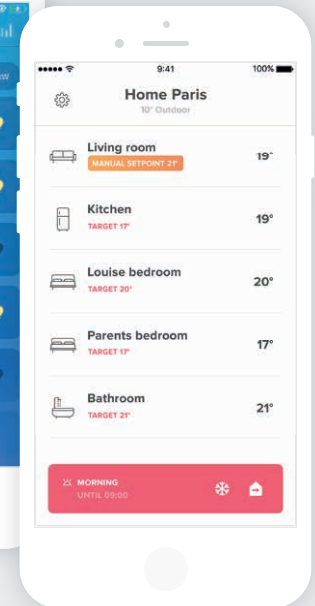 9:41
100%
Home Paris
10° Outdoor
Living room
MANUAL SETPOINT 21°
19°
Kitchen
TARGET 17°
19°
Louise bedroom
TARGET 20°
20°
Parents bedroom
TARGET 17°
17°
Bathroom
TARGET 21°
21°
MORNING
UNTIL 09:00